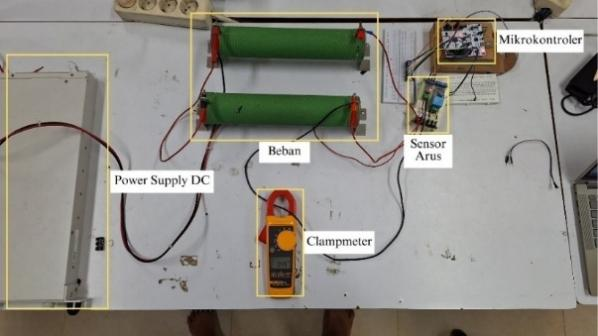 Mikrokontroler
Beban
Sensor
Arus
Power Supply DC
Clampmeter